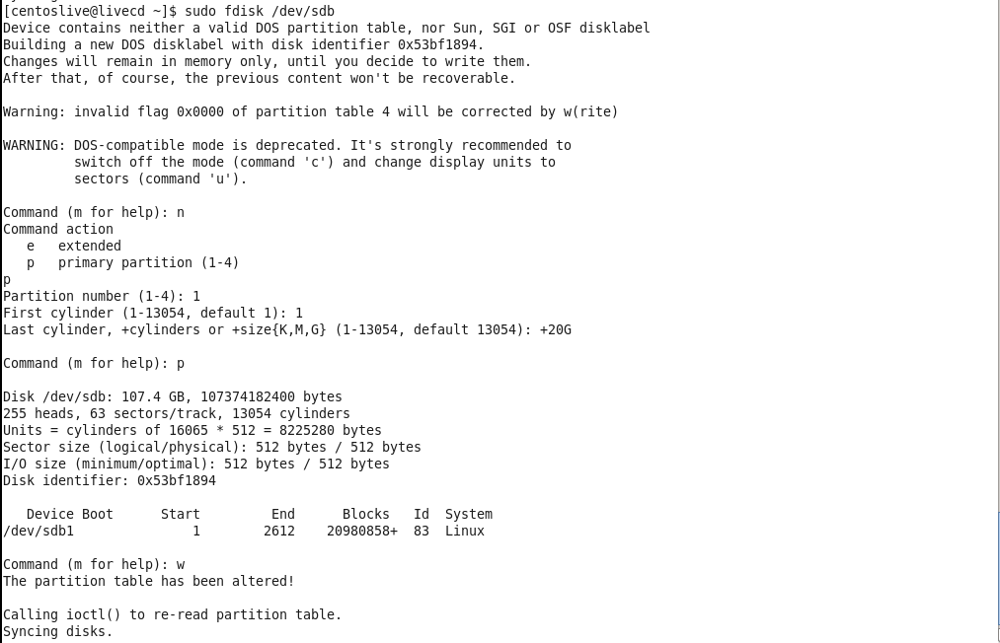 [centoslive@livecd ~]$ sudo fdisk /dev/sdb
Device contains neither a valid DOS partition table, nor Sun, SGI or OSF disklabel
Building a new DOS disklabel with disk identifier 0x53bf1894.
Changes will remain in memory only, until you decide to write them.
After that, of course, the previous content won't be recoverable.

Warning: invalid flag 0x0000 of partition table 4 will be corrected by w(rite)

WARNING: DOS-compatible mode is deprecated. It's strongly recommended to
         switch off the mode (command 'c') and change display units to
         sectors (command 'u').

Command (m for help): n
Command action
   e   extended
   p   primary partition (1-4)
p
Partition number (1-4): 1
First cylinder (1-13054, default 1): 1
Last cylinder, +cylinders or +size{K,M,G} (1-13054, default 13054): +20G

Command (m for help): p

Disk /dev/sdb: 107.4 GB, 107374182400 bytes
255 heads, 63 sectors/track, 13054 cylinders
Units = cylinders of 16065 * 512 = 8225280 bytes
Sector size (logical/physical): 512 bytes / 512 bytes
I/O size (minimum/optimal): 512 bytes / 512 bytes
Disk identifier: 0x53bf1894

   Device Boot      Start         End      Blocks   Id  System
/dev/sdb1               1        2612    20980858+  83  Linux

Command (m for help): w
The partition table has been altered!

Calling ioctl() to re-read partition table.
Syncing disks.